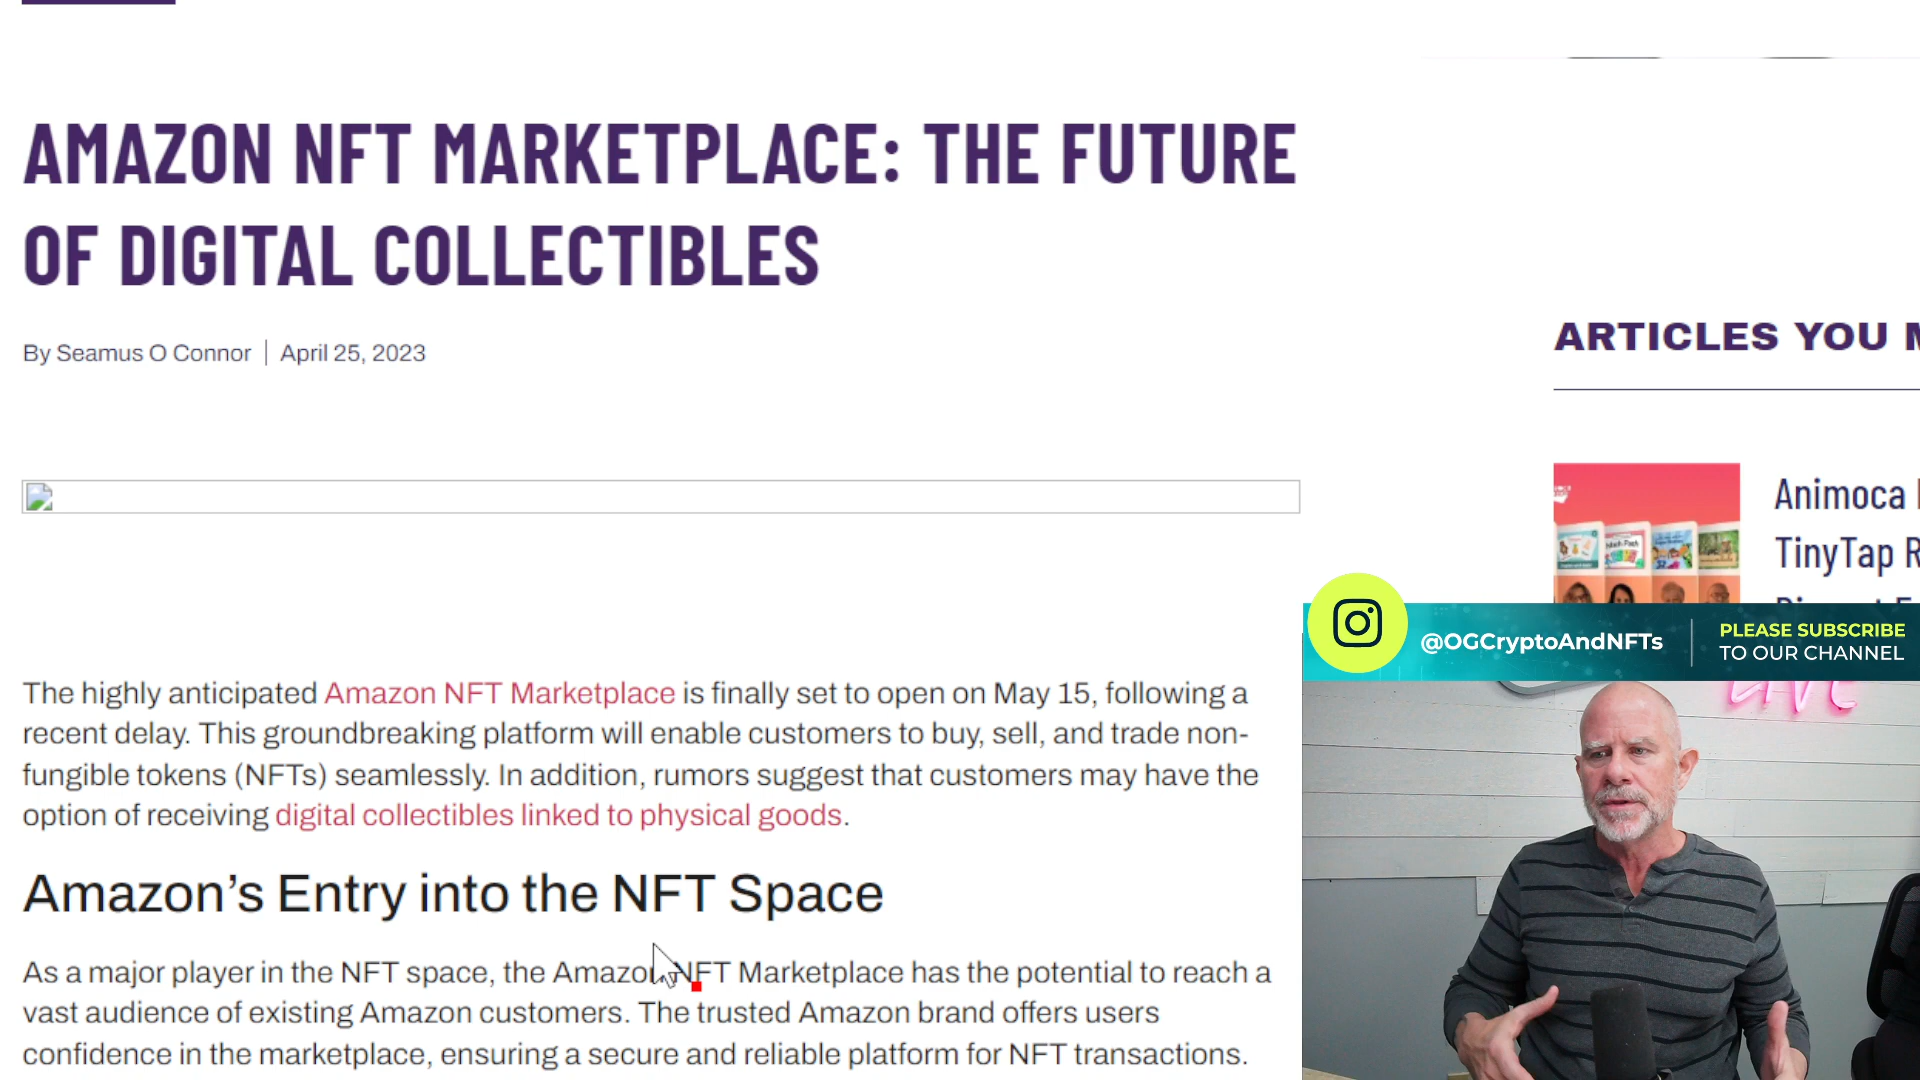 AMAZON NFT MARKETPLACE: THE FUTURE
OF DIGITAL COLLECTIBLES
By Seamus O Connor | April 25, 2023
The highly anticipated Amazon NFT Marketplace is finally set to open on May 15, following a
recent delay. This groundbreaking platform will enable customers to buy, sell, and trade non-
fungible tokens (NFTs) seamlessly. In addition, rumors suggest that customers may have the
option of receiving digital collectibles linked to physical goods.
Amazon's Entry into the NFT Space
As a major player in the NFT space, the Amazon NFT Marketplace has the potential to reach a
vast audience of existing Amazon customers. The trusted Amazon brand offers users
confidence in the marketplace, ensuring a secure and reliable platform for NFT transactions.
ARTICLES YOU
Animoca
TinyTap
@OGCryptoAndNFTs
PLEASE SUBSCRIBE
TO OUR CHANNEL
LIVE